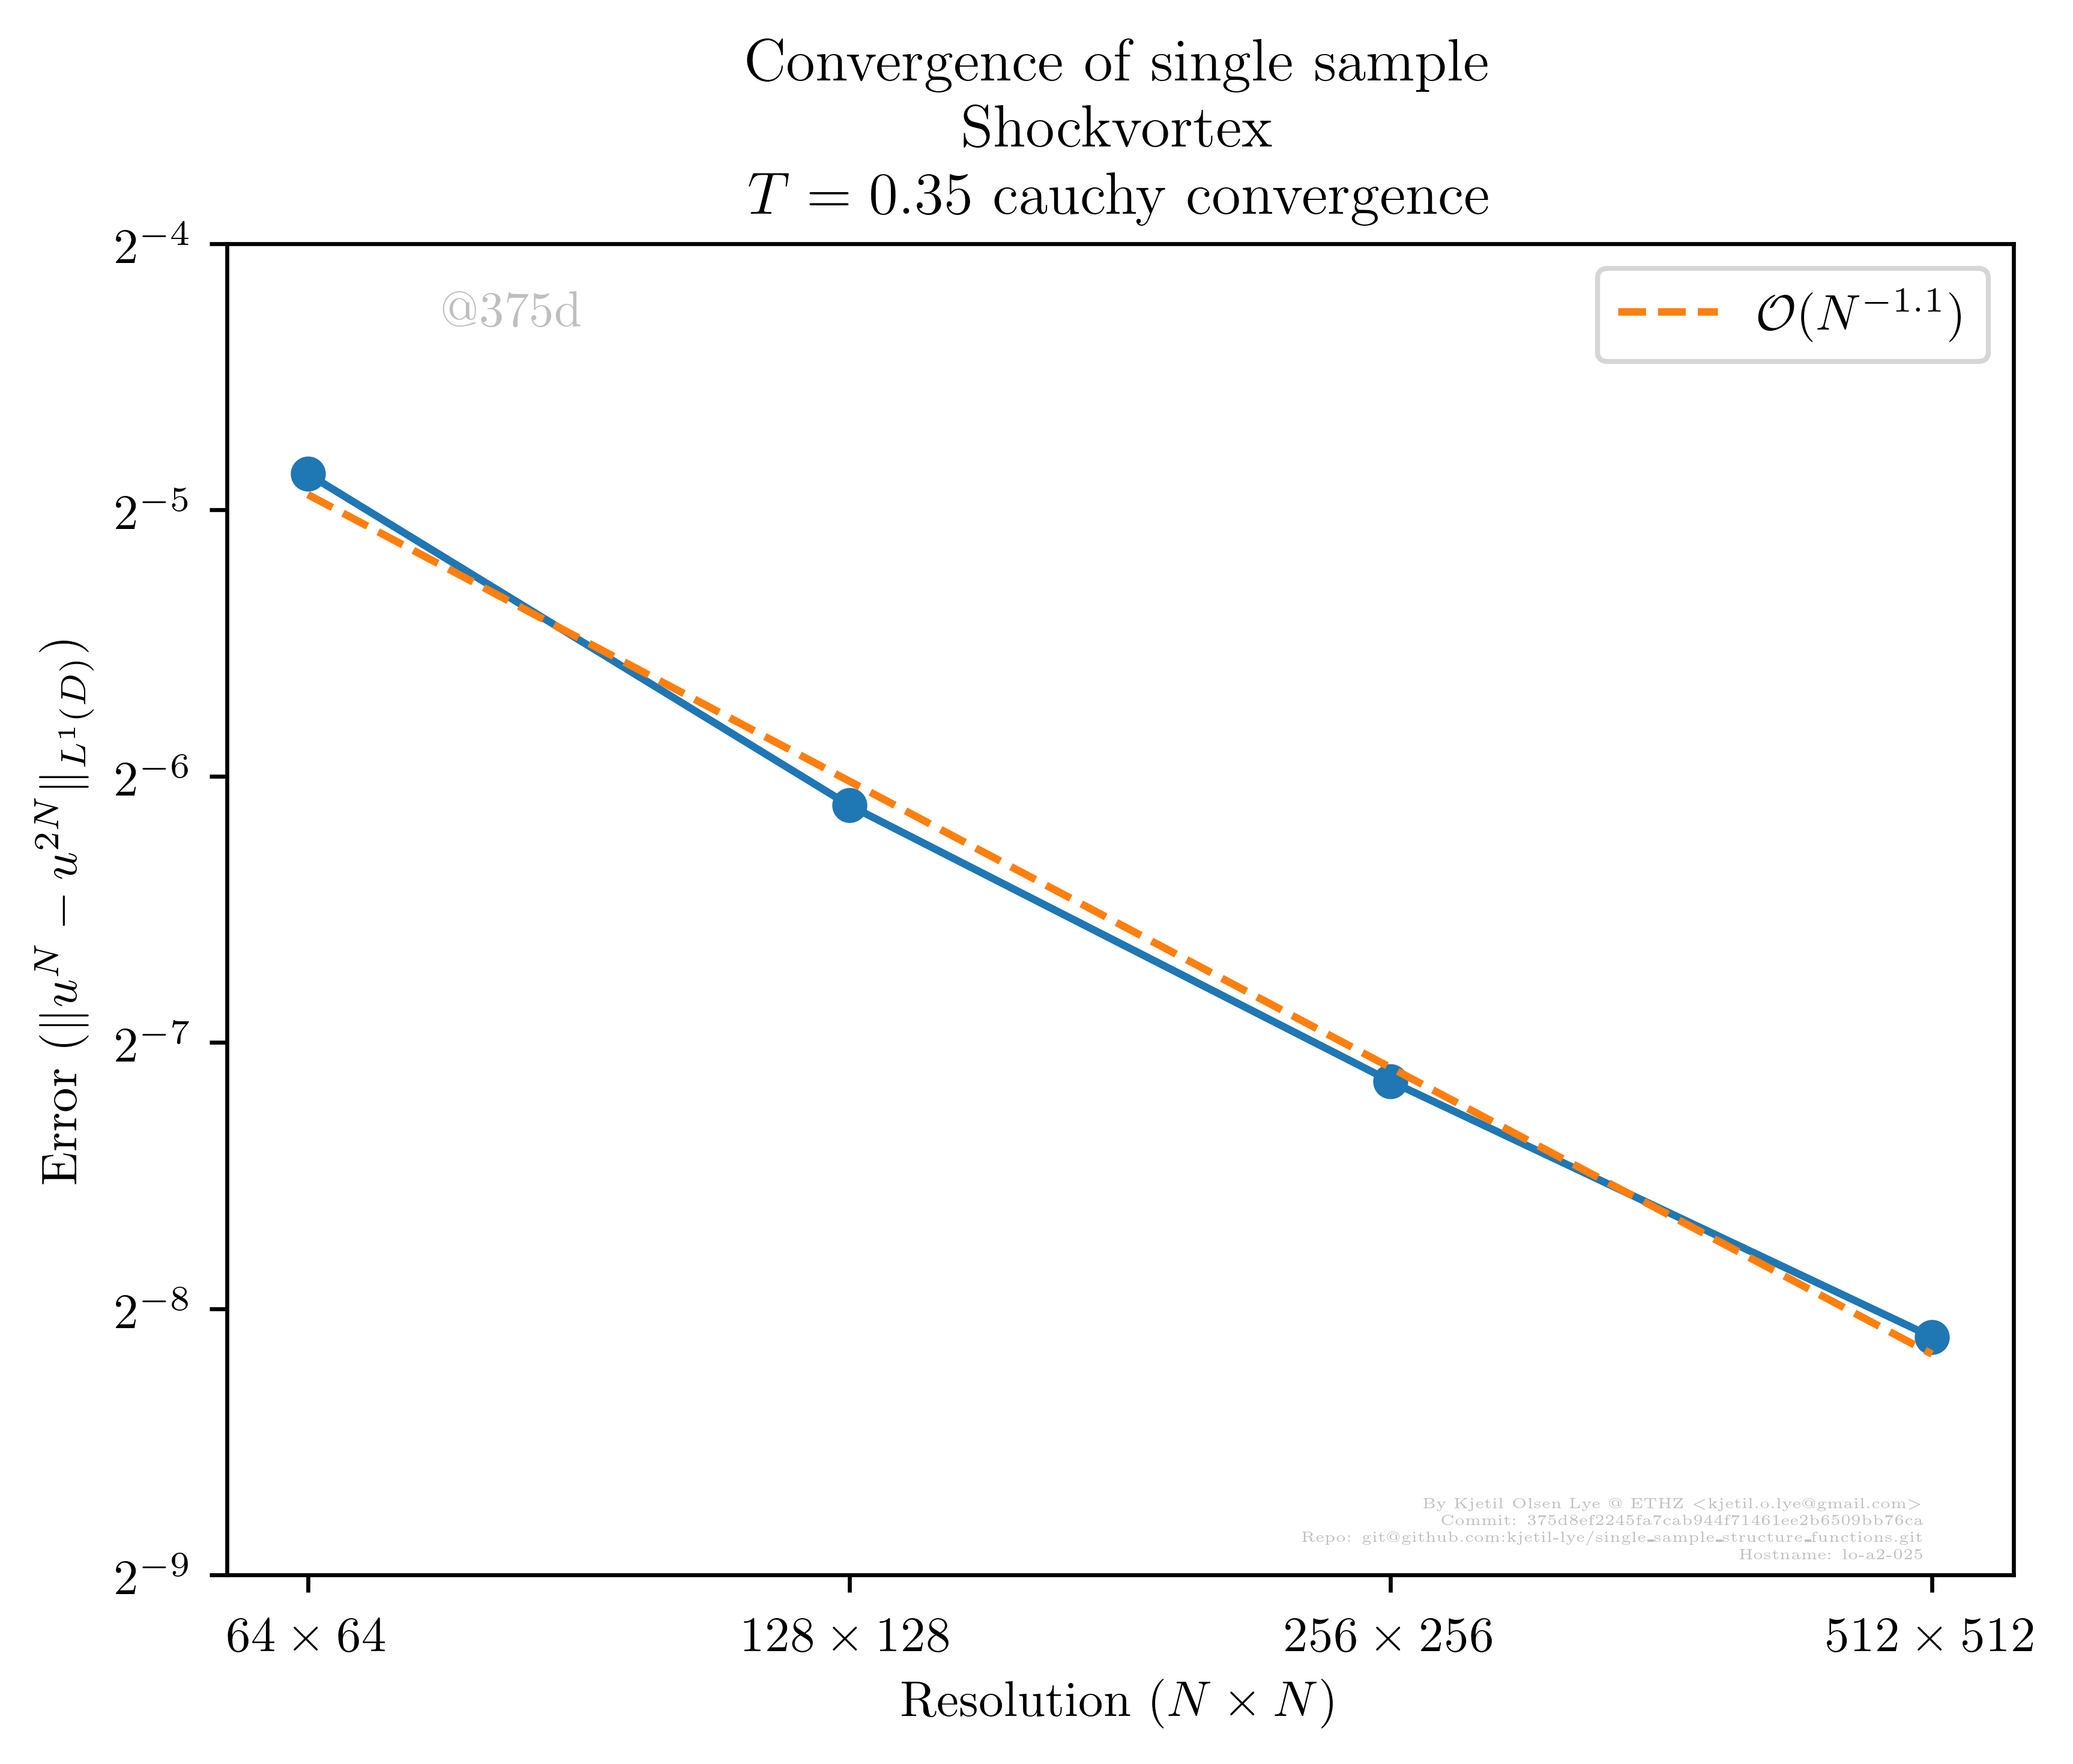 Convergence of single sample
Shockvortex
T = 0.35 cauchy convergence
2⁻⁴
@375d
𝒪(N⁻¹·¹)
2⁻⁵
2⁻⁶
2⁻⁷
2⁻⁸
2⁻⁹
Error (||u^N − u^{2N}||_{L¹(D)})
By Kjetil Olsen Lye @ ETHZ <kjetil.o.lye@gmail.com>
Commit: 375d8ef2245fa7cab944f71461ee2b6509bb76ca
Repo: git@github.com:kjetil-lye/single_sample_structure_functions.git
Hostname: lo-a2-025
64 × 64 128 × 128 256 × 256 512 × 512
Resolution (N × N)